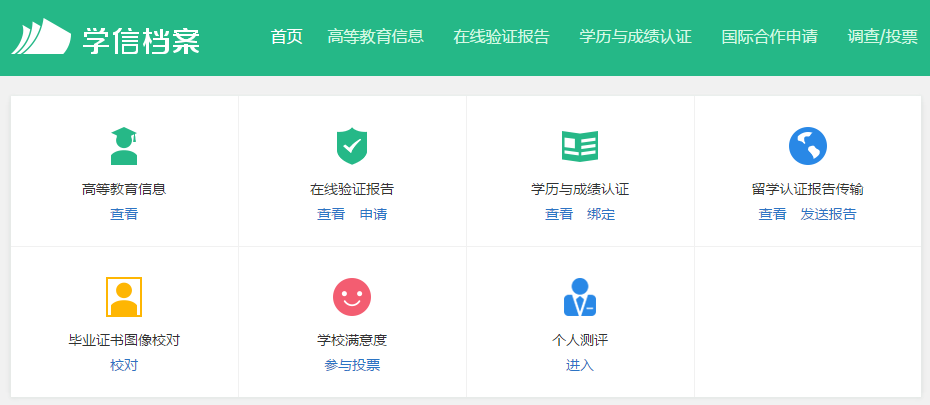 学信档案
首页 高等教育信息 在线验证报告 学历与成绩认证 国际合作申请 调查/投票
高等教育信息
查看
在线验证报告
查看 申请
学历与成绩认证
查看 绑定
留学认证报告传输
查看 发送报告
毕业证书图像校对
校对
学校满意度
参与投票
个人测评
进入